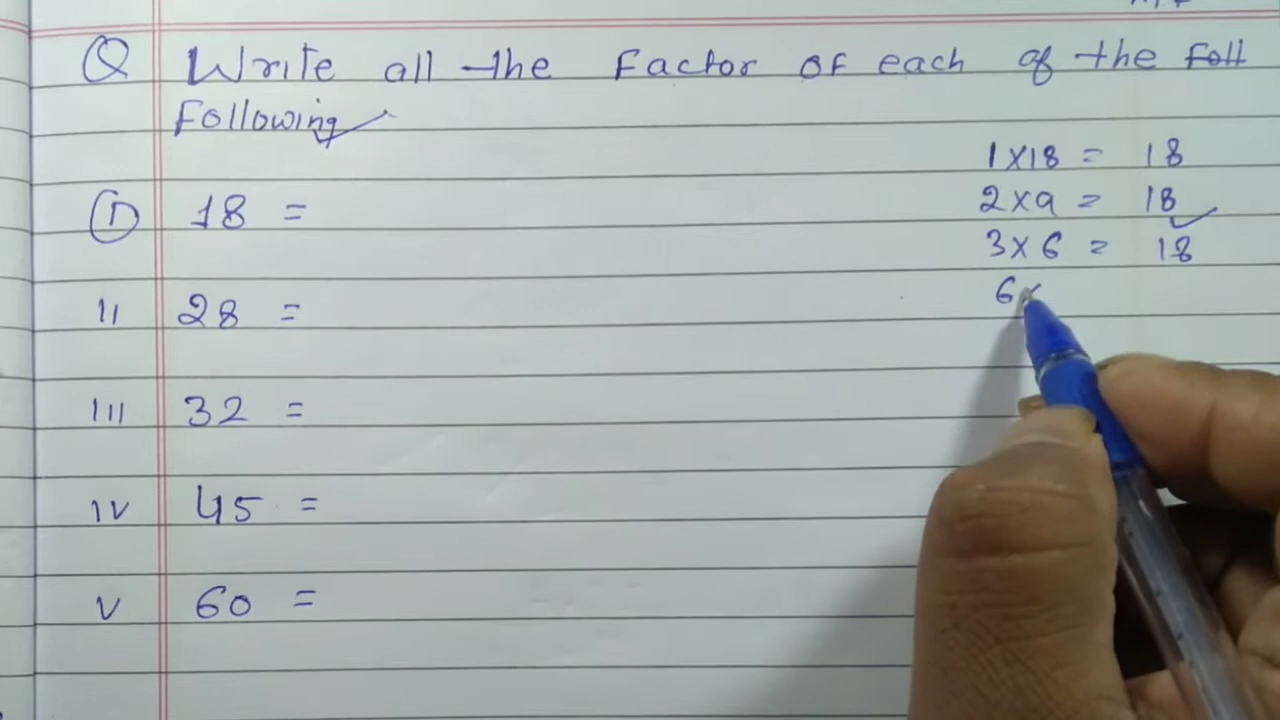 Q Write all the Factor of each of the Foll
Following
1 18 =
1 x 18 = 18
2 x 9 = 18
3 x 6 = 18
6 x
II 28 =
III 32 =
IV 45 =
V 60 =